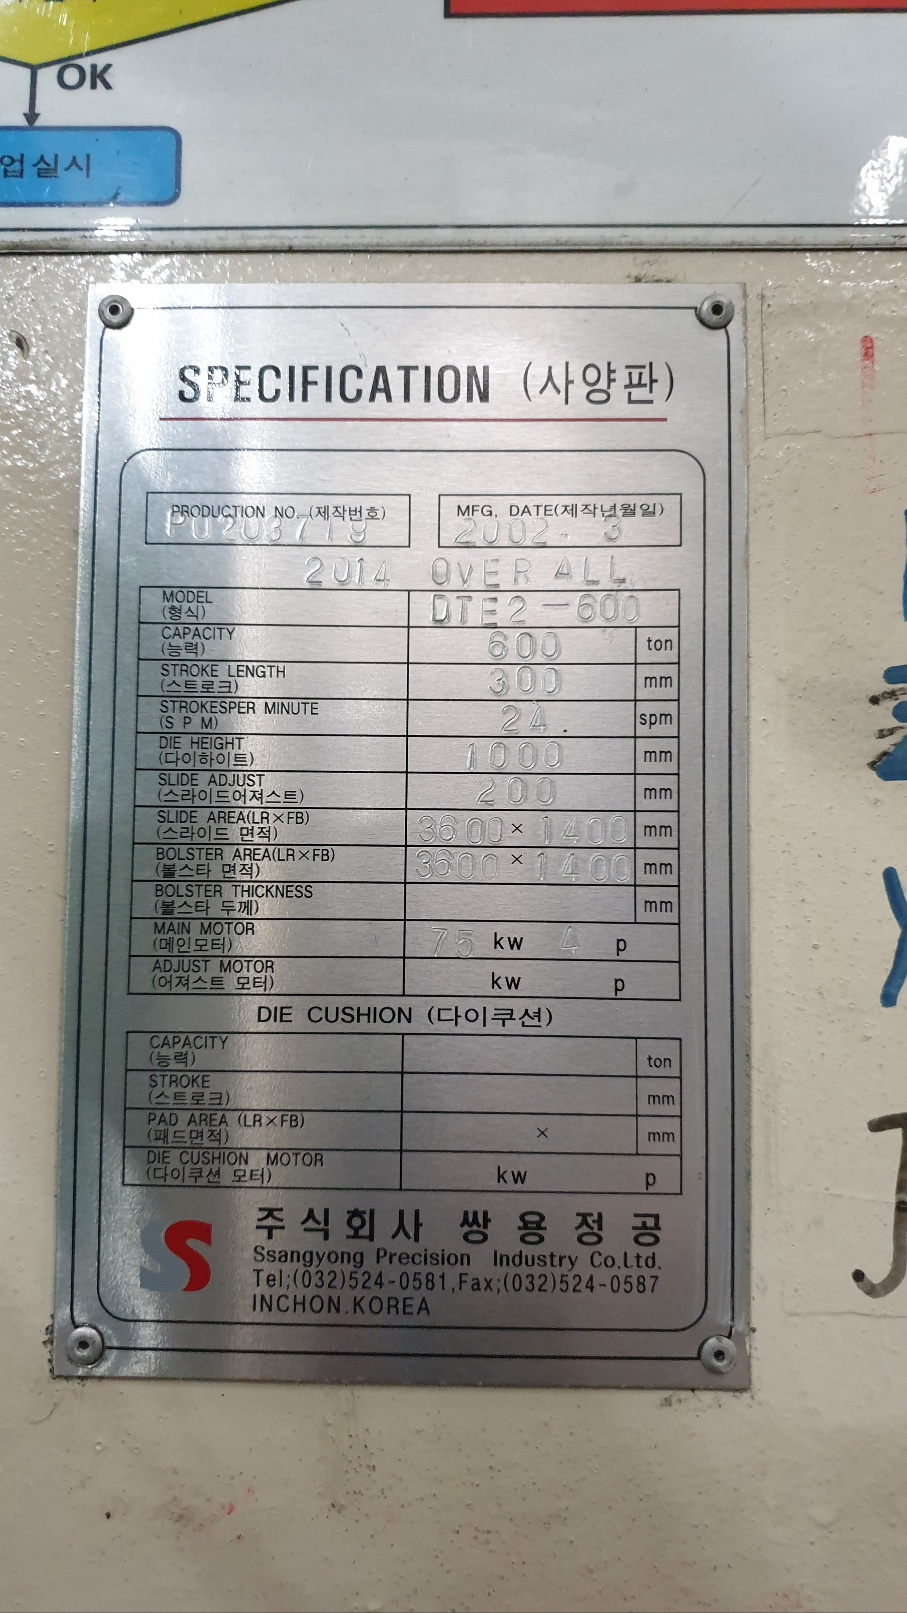 OK
업실시
SPECIFICATION (사양판)
PRODUCTION NO. (제작번호) MFG. DATE(제작년월일)
P0203719 2002. 3
2014 OVER ALL
MODEL
(형식) DTE2-600
CAPACITY
(능력) 600 ton
STROKE LENGTH
(스트로크) 300 mm
STROKESPER MINUTE
(S P M) 24 spm
DIE HEIGHT
(다이하이트) 1000 mm
SLIDE ADJUST
(스라이드어져스트) 200 mm
SLIDE AREA(LR×FB)
(스라이드 면적) 3600 × 1400 mm
BOLSTER AREA(LR×FB)
(볼스타 면적) 3600 × 1400 mm
BOLSTER THICKNESS
(볼스타 두께) mm
MAIN MOTOR
(메인모터) 75 kw 4 p
ADJUST MOTOR
(어져스트 모터) kw p
DIE CUSHION (다이쿠션)
CAPACITY
(능력) ton
STROKE
(스트로크) mm
PAD AREA (LR×FB)
(패드면적) × mm
DIE CUSHION MOTOR
(다이쿠션 모터) kw p
주식회사 쌍용정공
Ssangyong Precision Industry Co.Ltd.
Tel;(032)524-0581,Fax;(032)524-0587
INCHON.KOREA